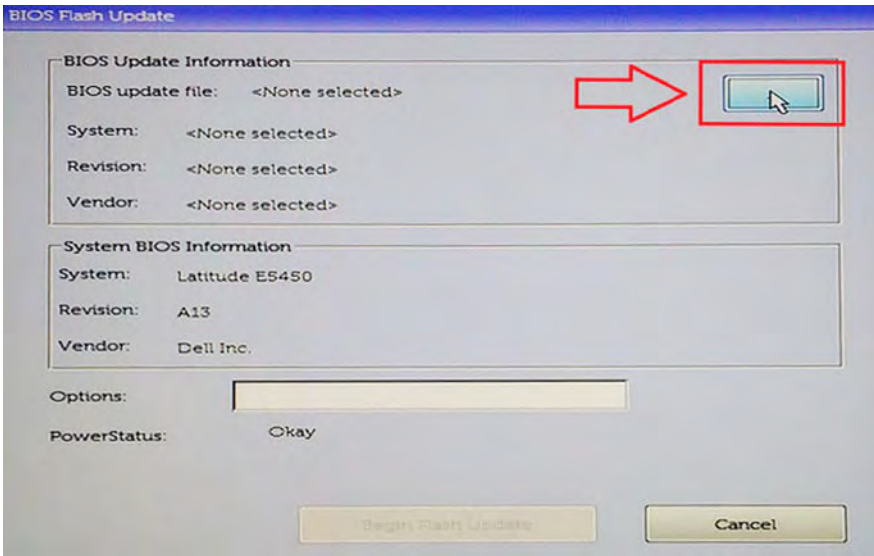 BIOS Flash Update
BIOS Update Information
BIOS update file: <None selected>
System: <None selected>
Revision: <None selected>
Vendor: <None selected>
System BIOS Information
System: Latitude E5450
Revision: A13
Vendor: Dell Inc.
Options:
PowerStatus: Okay
Begin Flash Update
Cancel